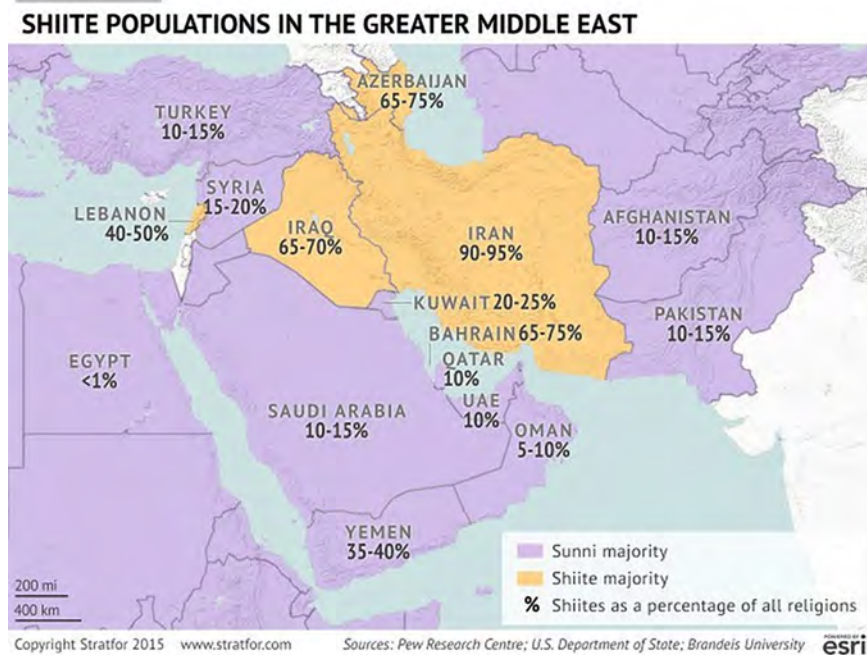 SHIITE POPULATIONS IN THE GREATER MIDDLE EAST
AZERBAIJAN
65-75%
TURKEY
10-15%
SYRIA
15-20%
LEBANON
40-50%
IRAQ
65-70%
IRAN
90-95%
AFGHANISTAN
10-15%
KUWAIT 20-25%
PAKISTAN
10-15%
BAHRAIN 65-75%
QATAR
10%
EGYPT
<1%
UAE
10%
SAUDI ARABIA
10-15%
OMAN
5-10%
YEMEN
35-40%
Sunni majority
Shiite majority
% Shiites as a percentage of all religions
200 mi
400 km
Copyright Stratfor 2015 www.stratfor.com Sources: Pew Research Centre; U.S. Department of State; Brandeis University
POWERED BY
esri